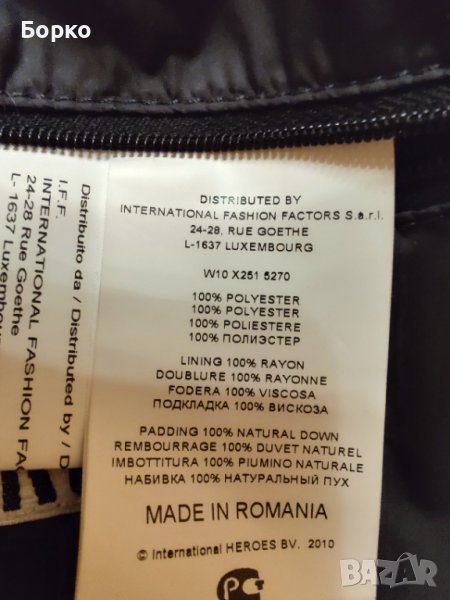 Борко
DISTRIBUTED BY
INTERNATIONAL FASHION FACTORS S.a.r.l.
24-28, RUE GOETHE
L-1637 LUXEMBOURG
W10 X251 5270
100% POLYESTER
100% POLYESTER
100% POLIESTERE
100% ПОЛИЭСТЕР
LINING 100% RAYON
DOUBLURE 100% RAYONNE
FODERA 100% VISCOSA
ПОДКЛАДКА 100% ВИСКОЗА
PADDING 100% NATURAL DOWN
REMBOURRAGE 100% DUVET NATUREL
IMBOTTITURA 100% PIUMINO NATURALE
НАБИВКА 100% НАТУРАЛЬНЫЙ ПУХ
MADE IN ROMANIA
© International HEROES BV. 2010
Distribuito da / Distributed by / D
I.F.F.
INTERNATIONAL FASHION FAC
24-28 Rue Goethe
L- 1637 Luxembou
BAZAR